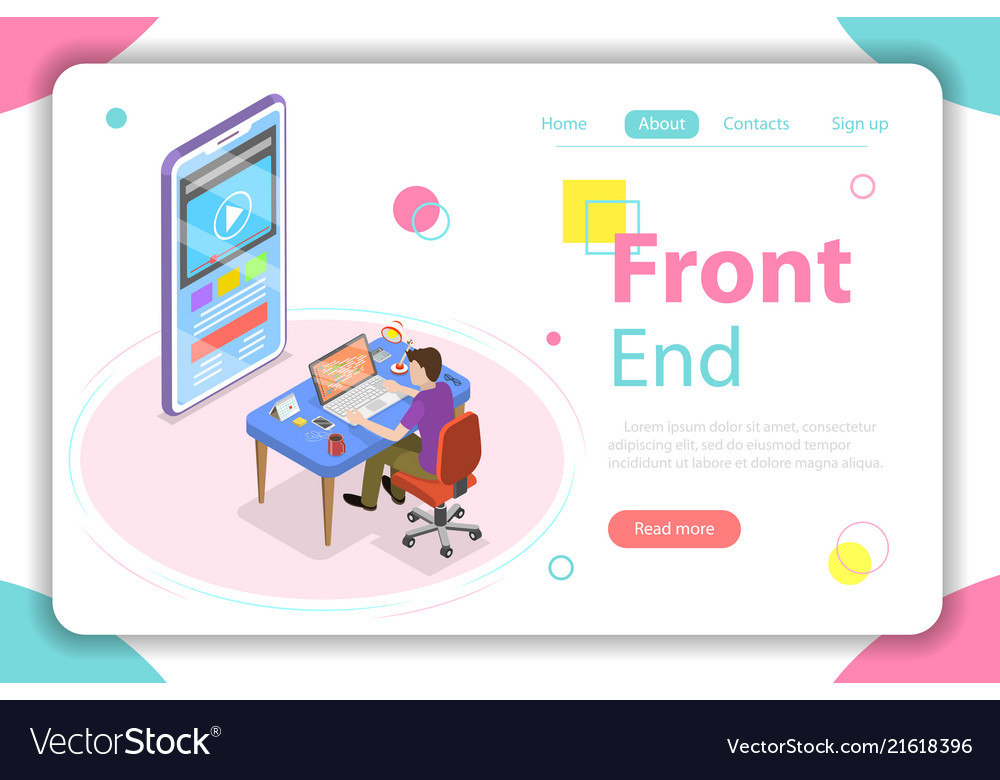 Home About Contacts Sign up
Front
End
Lorem ipsum dolor sit amet, consectetur
adipiscing elit, sed do eiusmod tempor
incididunt ut labore et dolore magna aliqua.
Read more
VectorStock®
VectorStock.com/21618396